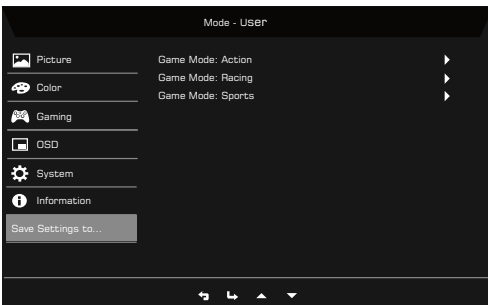 Mode - User
Picture
Color
Gaming
OSD
System
Information
Save Settings to...
Game Mode: Action
Game Mode: Racing
Game Mode: Sports